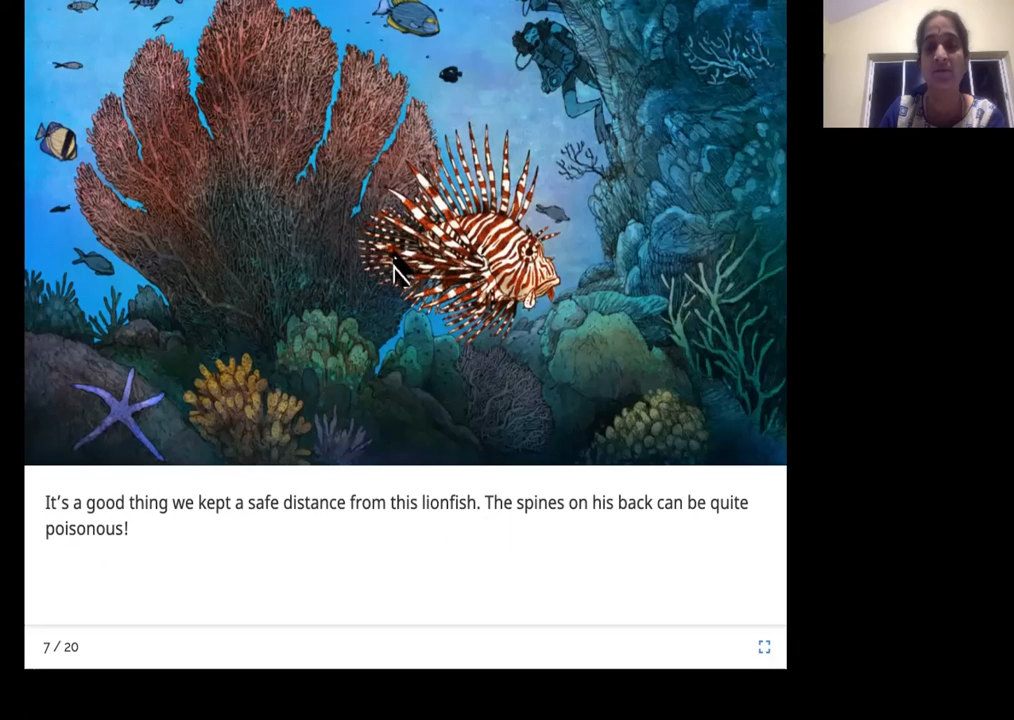 It’s a good thing we kept a safe distance from this lionfish. The spines on his back can be quite
poisonous!
7 / 20